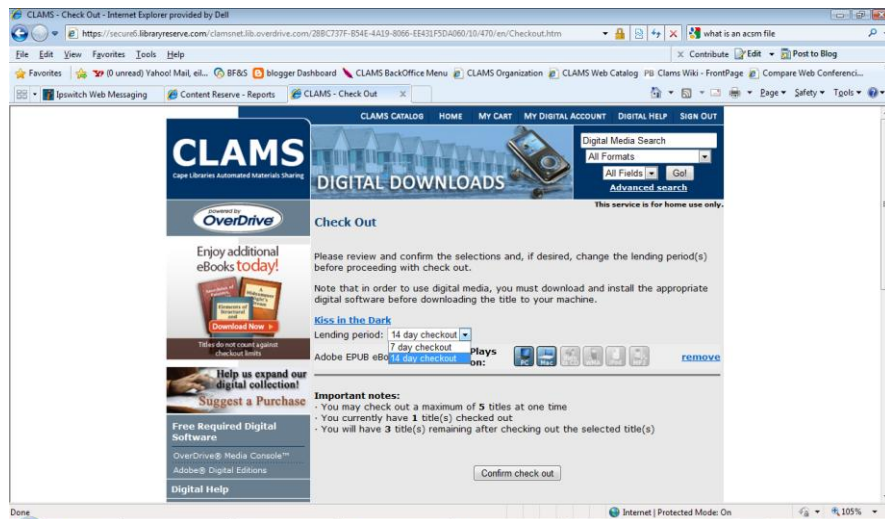 CLAMS - Check Out - Internet Explorer provided by Dell
https://secure6.libraryreserve.com/clamsnet.lib.overdrive.com/28BC737F-854E-4A19-8066-EE431F5DA060/10/470/en/Checkout.htm
what is an acsm file
File Edit View Favorites Tools Help
Contribute Edit Post to Blog
Favorites (0 unread) Yahoo! Mail, eil... BF&S blogger Dashboard CLAMS BackOffice Menu CLAMS Organization CLAMS Web Catalog PB Clams Wiki - FrontPage Compare Web Conferenci...
Ipswitch Web Messaging Content Reserve - Reports CLAMS - Check Out
Page Safety Tools
CLAMS CATALOG HOME MY CART MY DIGITAL ACCOUNT DIGITAL HELP SIGN OUT
CLAMS
Cape Libraries Automated Materials Sharing
DIGITAL DOWNLOADS
Digital Media Search
All Formats
All Fields Go!
Advanced search
This service is for home use only.
powered by
OverDrive
Check Out
Enjoy additional
eBooks today!
Download Now
Titles do not count against
checkout limits
Please review and confirm the selections and, if desired, change the lending period(s)
before proceeding with check out.
Note that in order to use digital media, you must download and install the appropriate
digital software before downloading the title to your machine.
Kiss in the Dark
Lending period: 14 day checkout
7 day checkout
14 day checkout
Adobe EPUB eBo
Plays
on:
PC Mac
remove
Help us expand our
digital collection!
Suggest a Purchase
Important notes:
· You may check out a maximum of 5 titles at one time
· You currently have 1 title(s) checked out
· You will have 3 title(s) remaining after checking out the selected title(s)
Free Required Digital
Software
OverDrive® Media Console™
Adobe® Digital Editions
Digital Help
Confirm check out
Done
Internet | Protected Mode: On
105%